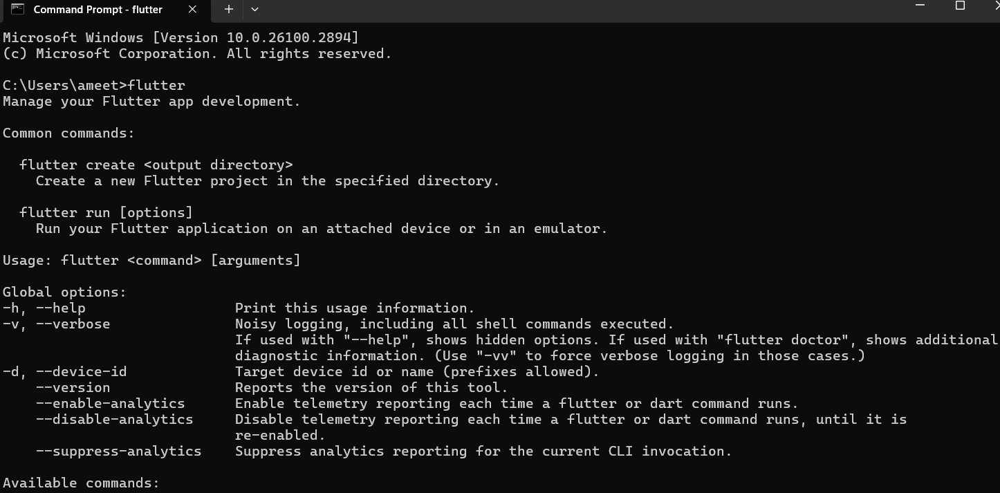 Command Prompt - flutter
Microsoft Windows [Version 10.0.26100.2894]
(c) Microsoft Corporation. All rights reserved.
C:\Users\ameet>flutter
Manage your Flutter app development.
Common commands:
flutter create <output directory>
Create a new Flutter project in the specified directory.
flutter run [options]
Run your Flutter application on an attached device or in an emulator.
Usage: flutter <command> [arguments]
Global options:
-h, --help Print this usage information.
-v, --verbose Noisy logging, including all shell commands executed.
If used with "--help", shows hidden options. If used with "flutter doctor", shows additional
diagnostic information. (Use "-vv" to force verbose logging in those cases.)
-d, --device-id Target device id or name (prefixes allowed).
--version Reports the version of this tool.
--enable-analytics Enable telemetry reporting each time a flutter or dart command runs.
--disable-analytics Disable telemetry reporting each time a flutter or dart command runs, until it is
re-enabled.
--suppress-analytics Suppress analytics reporting for the current CLI invocation.
Available commands: